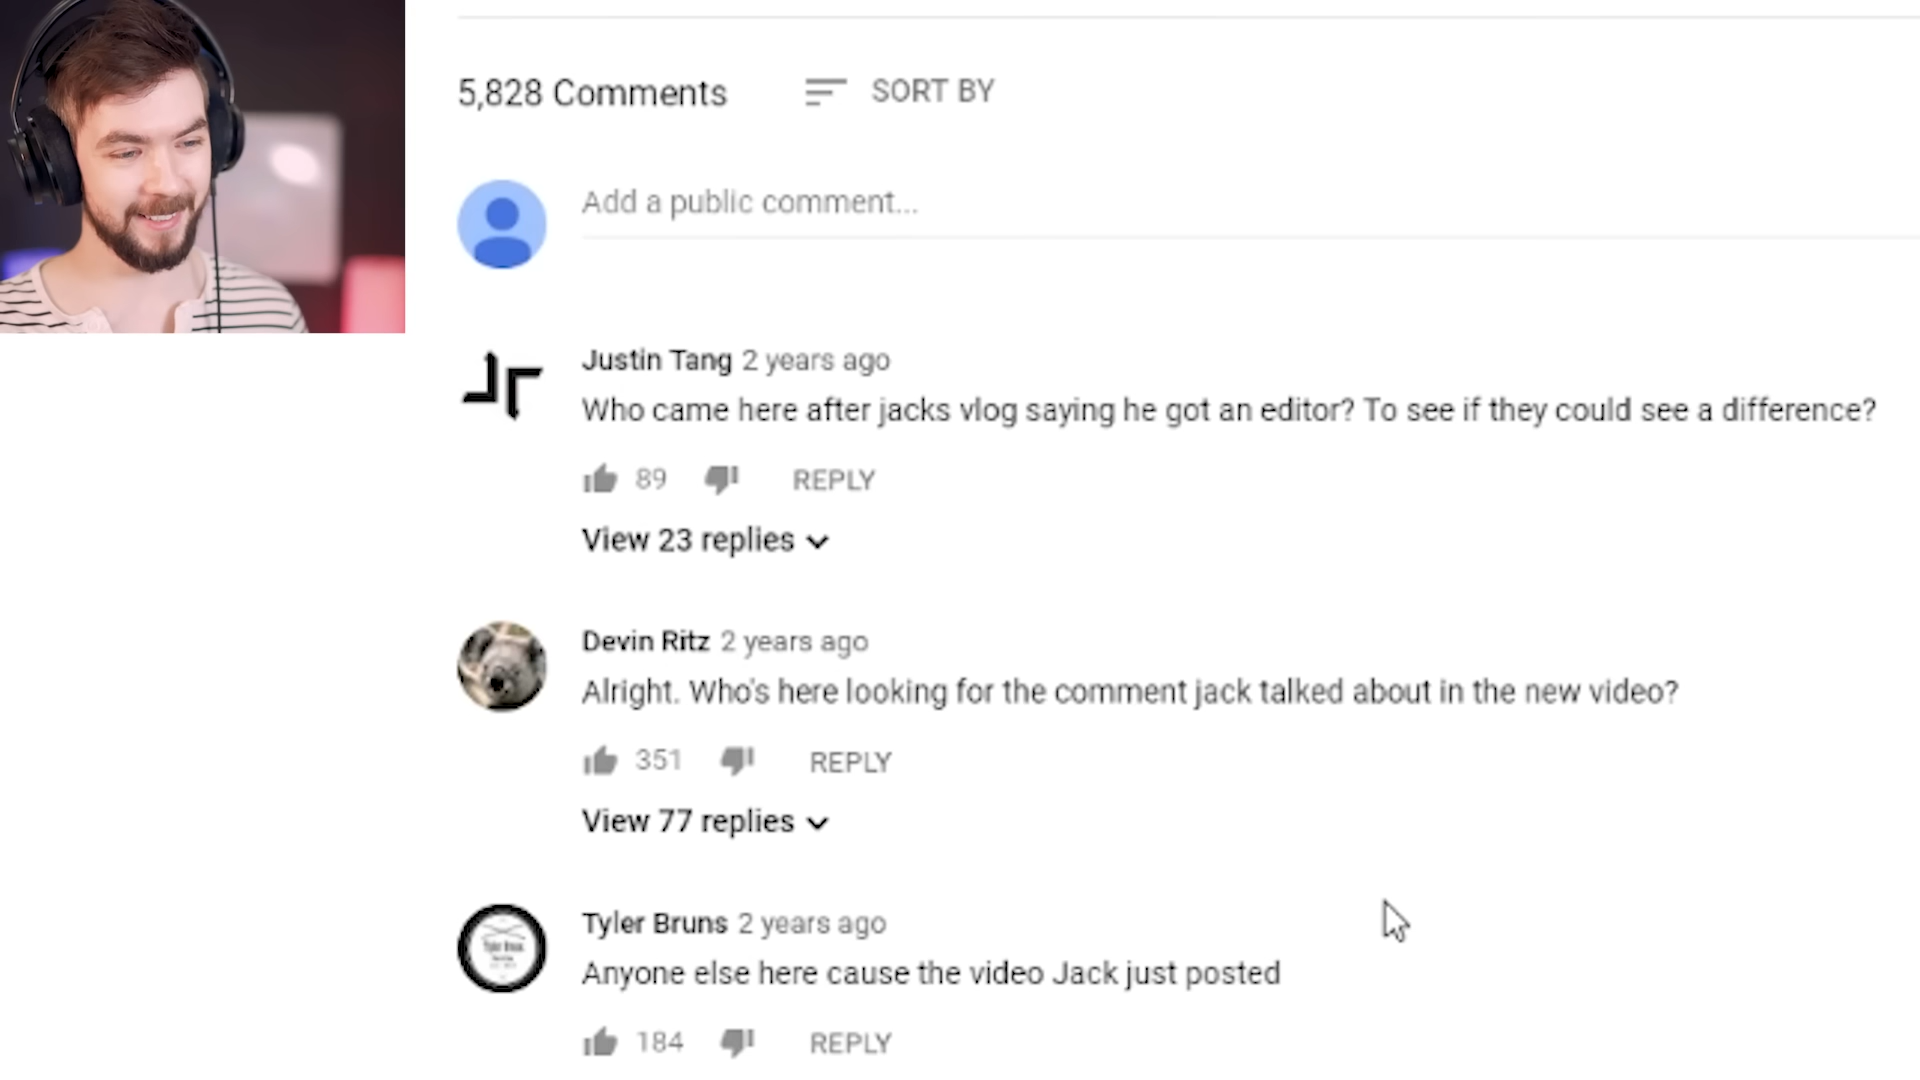 5,828 Comments
SORT BY
Add a public comment...
Justin Tang 2 years ago
Who came here after jacks vlog saying he got an editor? To see if they could see a difference?
89 REPLY
View 23 replies
Devin Ritz 2 years ago
Alright. Who's here looking for the comment jack talked about in the new video?
351 REPLY
View 77 replies
Tyler Bruns 2 years ago
Anyone else here cause the video Jack just posted
184 REPLY